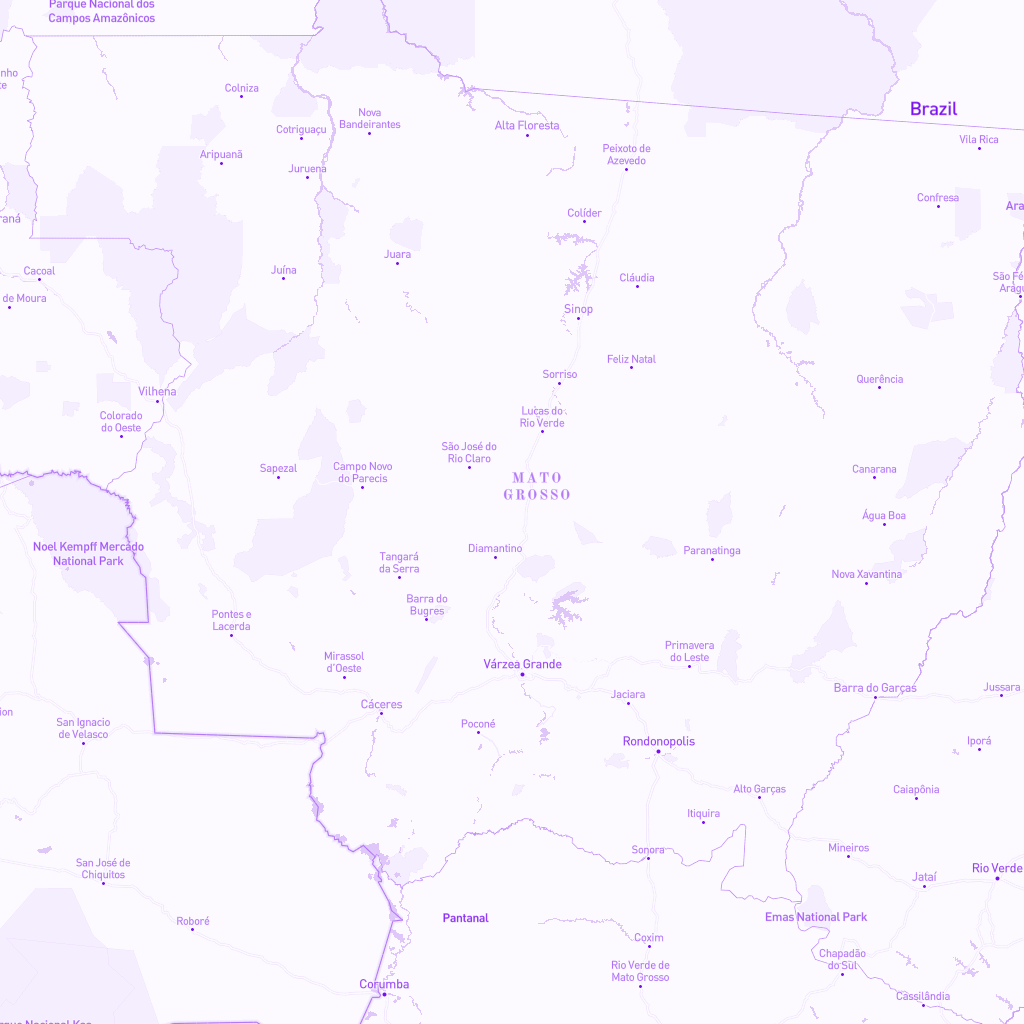 Parque Nacional dos
Campos Amazônicos
Colniza
Nova
Bandeirantes
Cotriguaçu
Alta Floresta
Brazil
Vila Rica
Aripuanã
Juruena
Peixoto de
Azevedo
Confresa
Colíder
Juara
Juína
Cláudia
Cacoal
de Moura
Sinop
Feliz Natal
Sorriso
Querência
Vilhena
Colorado
do Oeste
Lucas do
Rio Verde
São José do
Rio Claro
Sapezal
Campo Novo
do Parecis
MATO
GROSSO
Canarana
Água Boa
Noel Kempff Mercado
National Park
Diamantino
Paranatinga
Tangará
da Serra
Nova Xavantina
Barra do
Bugres
Pontes e
Lacerda
Mirassol
d'Oeste
Várzea Grande
Primavera
do Leste
Barra do Garças
Jussara
Jaciara
Cáceres
Poconé
San Ignacio
de Velasco
Rondonopolis
Iporá
Alto Garças
Caiapônia
Itiquira
Sonora
Mineiros
San José de
Chiquitos
Jataí
Rio Verde
Roboré
Pantanal
Emas National Park
Coxim
Chapadão
do Sul
Rio Verde de
Mato Grosso
Corumba
Cassilândia